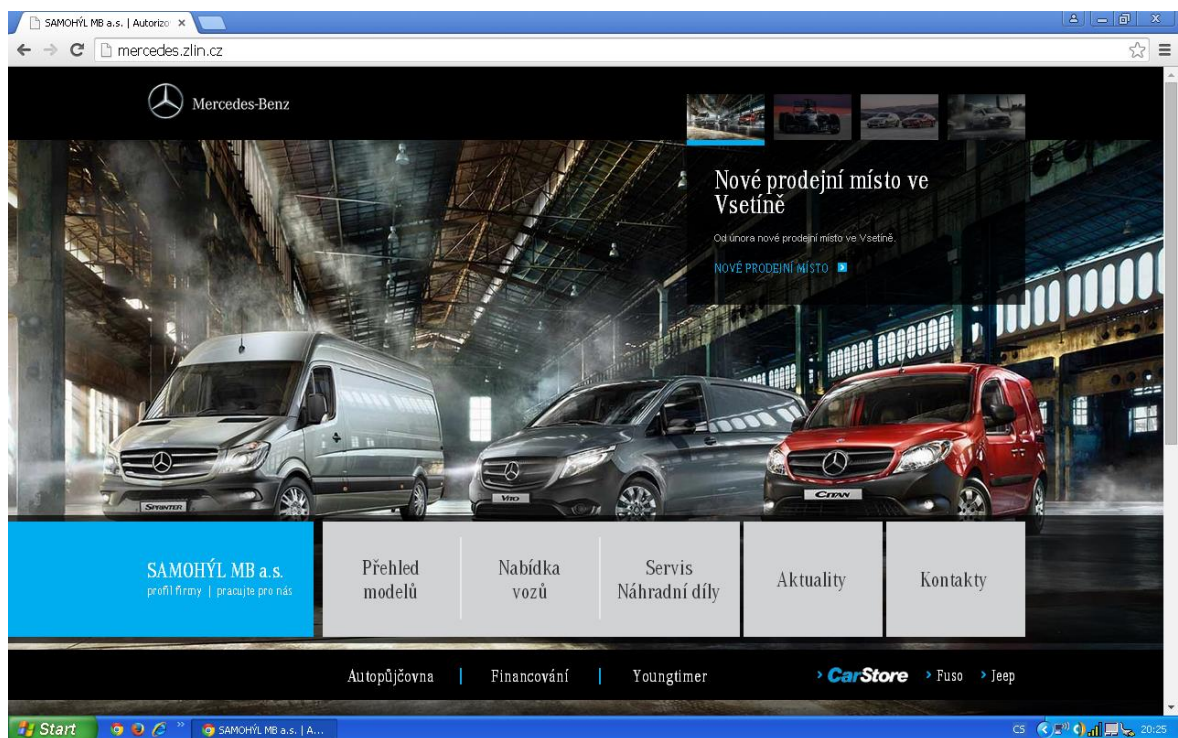 SAMOHÝL MB a.s. | Autorizo
mercedes.zlin.cz
Mercedes-Benz
Nové prodejní místo ve
Vsetíně
Od února nové prodejní místo ve Vsetíně.
NOVÉ PRODEJNÍ MÍSTO
SPRINTER
VITO
CITAN
SAMOHÝL MB a.s.
profil firmy | pracujte pro nás
Přehled
modelů
Nabídka
vozů
Servis
Náhradní díly
Aktuality
Kontakty
Autopůjčovna | Financování | Youngtimer
CarStore
Fuso
Jeep
Start
SAMOHÝL MB a.s. | A...
CS
20:25